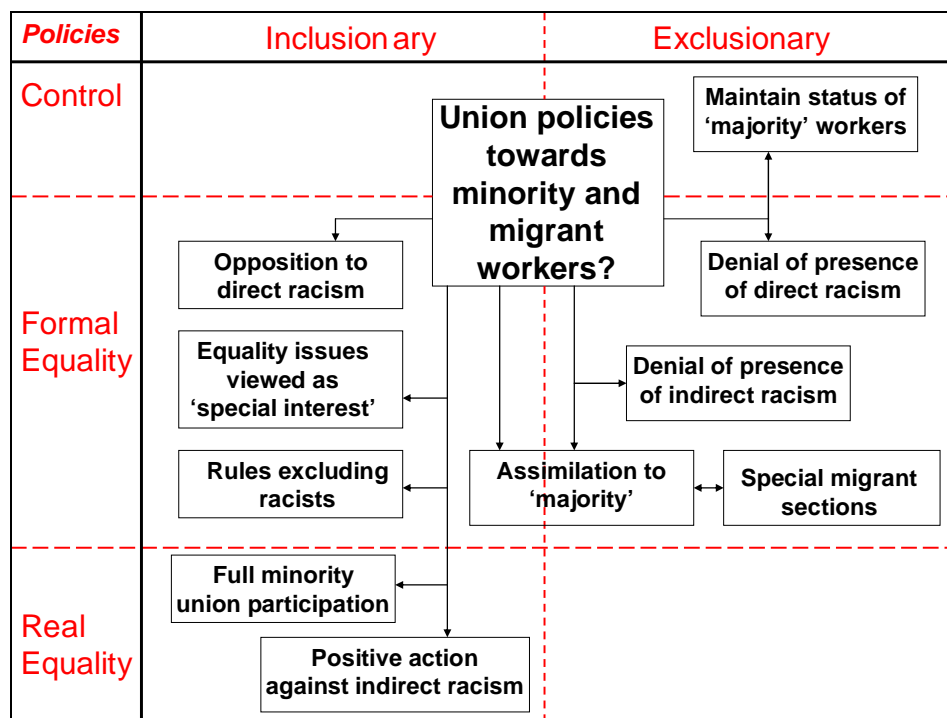 Policies
Inclusion ary
Exclusionary
Control
Union policies
towards
minority and
migrant
workers?
Maintain status of
‘majority’ workers
Formal
Equality
Opposition to
direct racism
Denial of presence
of direct racism
Equality issues
viewed as
‘special interest’
Denial of presence
of indirect racism
Rules excluding
racists
Assimilation to
‘majority’
Special migrant
sections
Real
Equality
Full minority
union participation
Positive action
against indirect racism